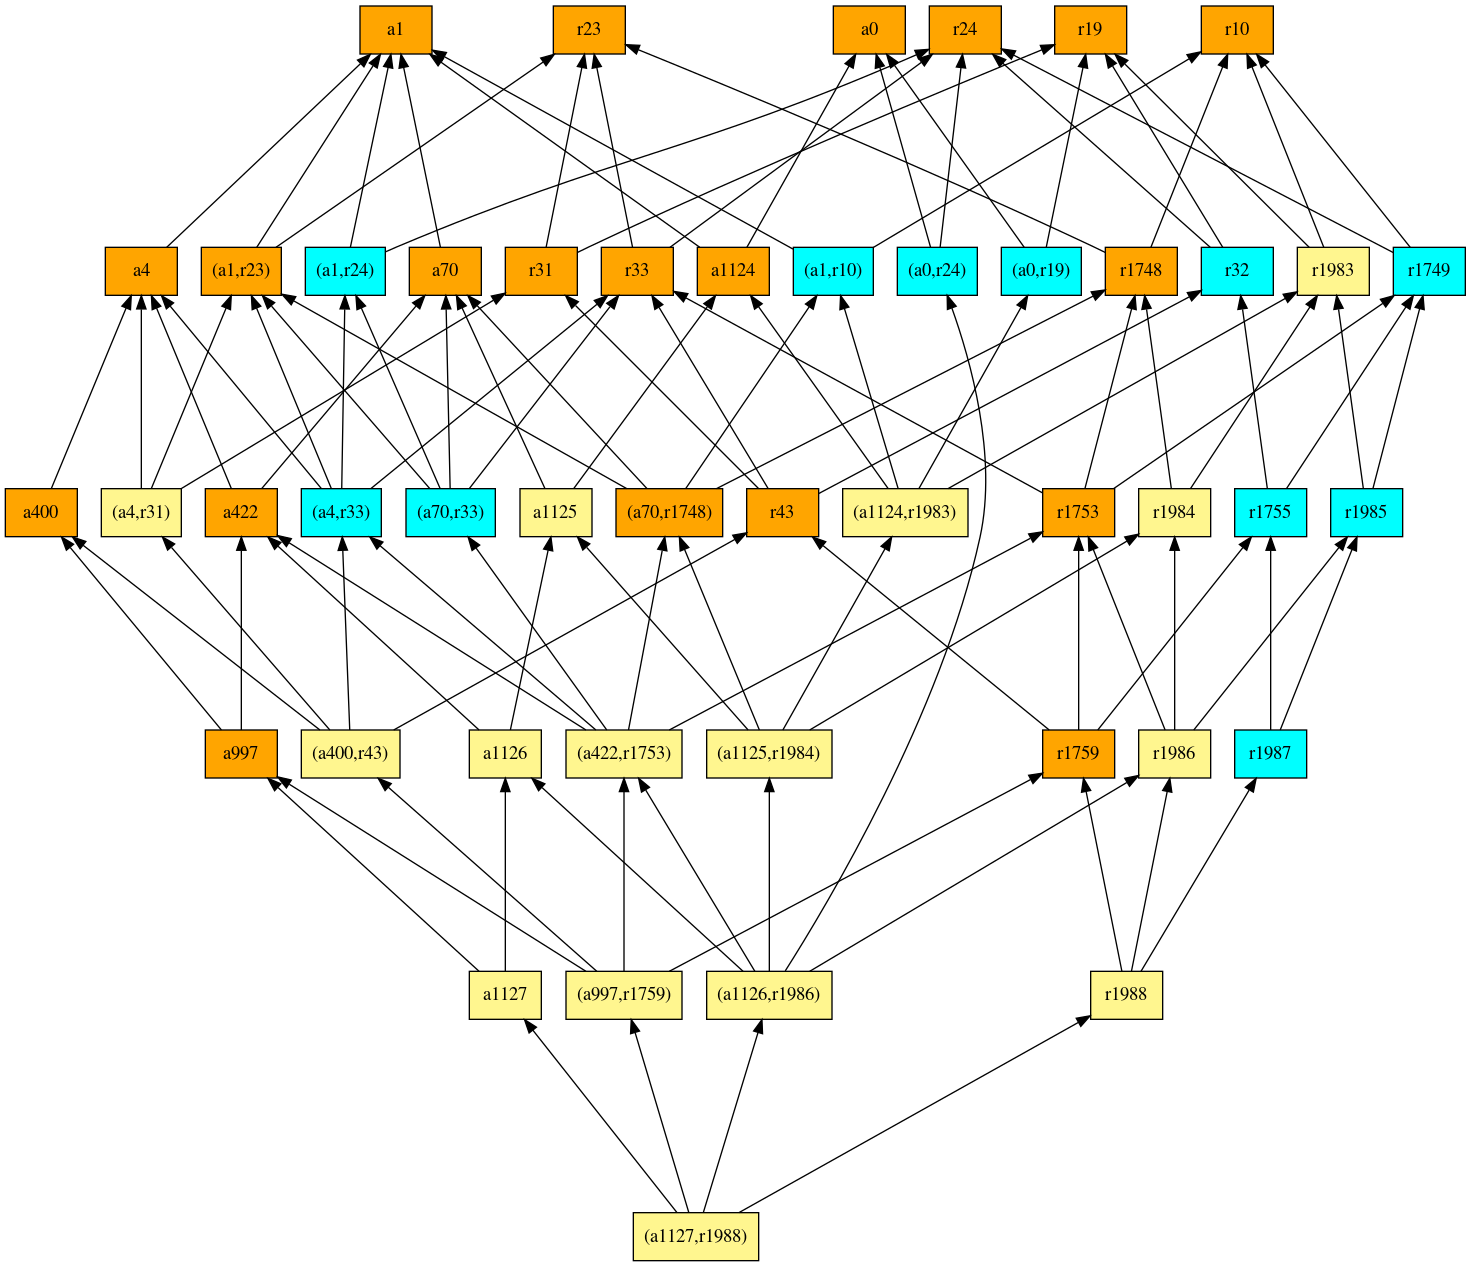 a1
r23
a0
r24
r19
r10
a4
(a1,r23)
(a1,r24)
a70
r31
r33
a1124
(a1,r10)
(a0,r24)
(a0,r19)
r1748
r32
r1983
r1749
a400
(a4,r31)
a422
(a4,r33)
(a70,r33)
a1125
(a70,r1748)
r43
(a1124,r1983)
r1753
r1984
r1755
r1985
a997
(a400,r43)
a1126
(a422,r1753)
(a1125,r1984)
r1759
r1986
r1987
a1127
(a997,r1759)
(a1126,r1986)
r1988
(a1127,r1988)